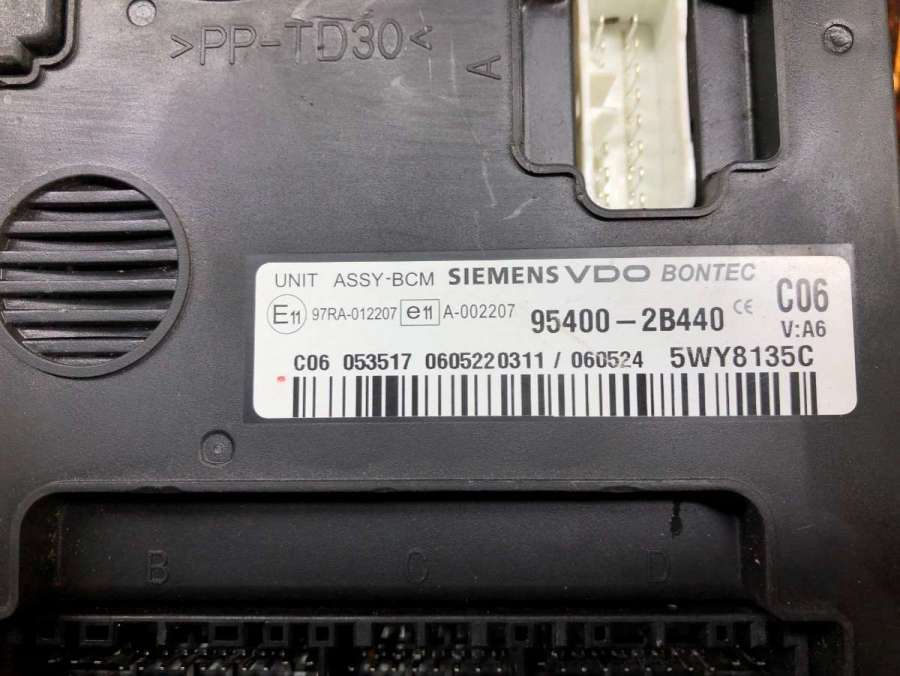 >PP-TD30<
A
UNIT ASSY-BCM SIEMENS VDO BONTEC
E11 97RA-012207 e11 A-002207 95400-2B440 CE C06
V:A6
C06 053517 0605220311 / 060524 5WY8135C
B C D